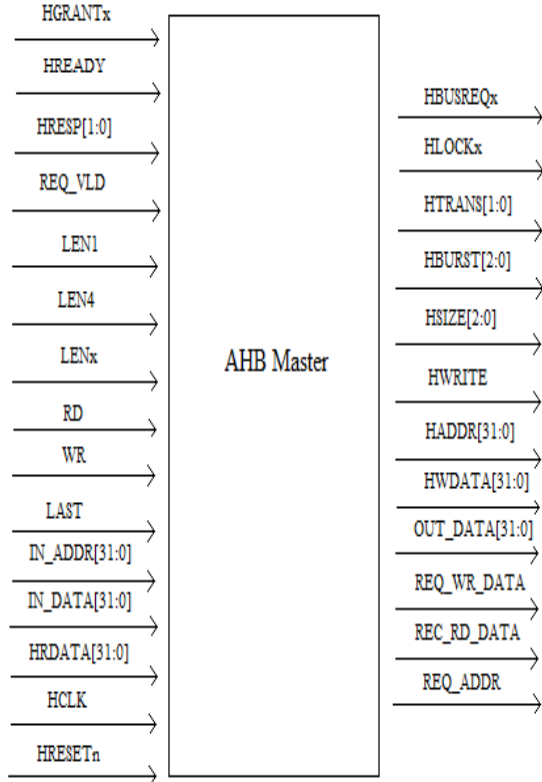 HGRANTx
HREADY
HRESP[1:0]
REQ_VLD
LEN1
LEN4
LENx
RD
WR
LAST
IN_ADDR[31:0]
IN_DATA[31:0]
HRDATA[31:0]
HCLK
HRESETn
AHB Master
HBUSREQx
HLOCKx
HTRANS[1:0]
HBURST[2:0]
HSIZE[2:0]
HWRITE
HADDR[31:0]
HWDATA[31:0]
OUT_DATA[31:0]
REQ_WR_DATA
REC_RD_DATA
REQ_ADDR